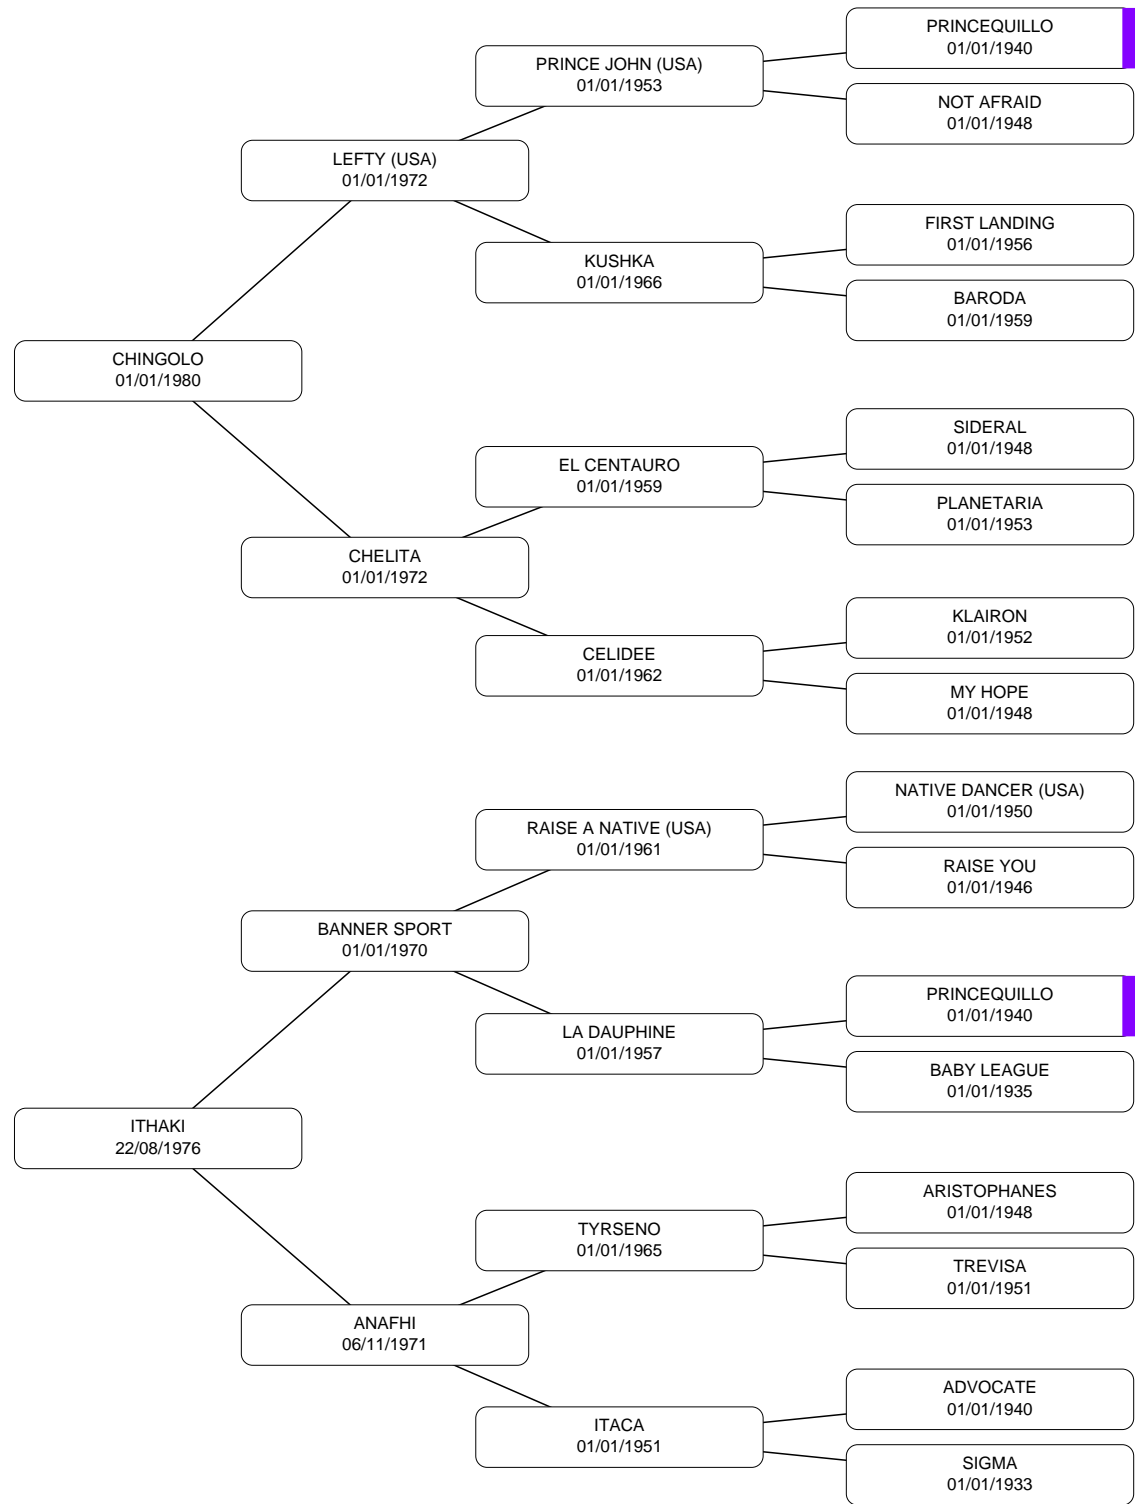 PRINCEQUILLO
01/01/1940
PRINCE JOHN (USA)
01/01/1953
NOT AFRAID
01/01/1948
LEFTY (USA)
01/01/1972
FIRST LANDING
01/01/1956
KUSHKA
01/01/1966
BARODA
01/01/1959
CHINGOLO
01/01/1980
SIDERAL
01/01/1948
EL CENTAURO
01/01/1959
PLANETARIA
01/01/1953
CHELITA
01/01/1972
KLAIRON
01/01/1952
CELIDEE
01/01/1962
MY HOPE
01/01/1948
NATIVE DANCER (USA)
01/01/1950
RAISE A NATIVE (USA)
01/01/1961
RAISE YOU
01/01/1946
BANNER SPORT
01/01/1970
PRINCEQUILLO
01/01/1940
LA DAUPHINE
01/01/1957
BABY LEAGUE
01/01/1935
ITHAKI
22/08/1976
ARISTOPHANES
01/01/1948
TYRSENO
01/01/1965
TREVISA
01/01/1951
ANAFHI
06/11/1971
ADVOCATE
01/01/1940
ITACA
01/01/1951
SIGMA
01/01/1933